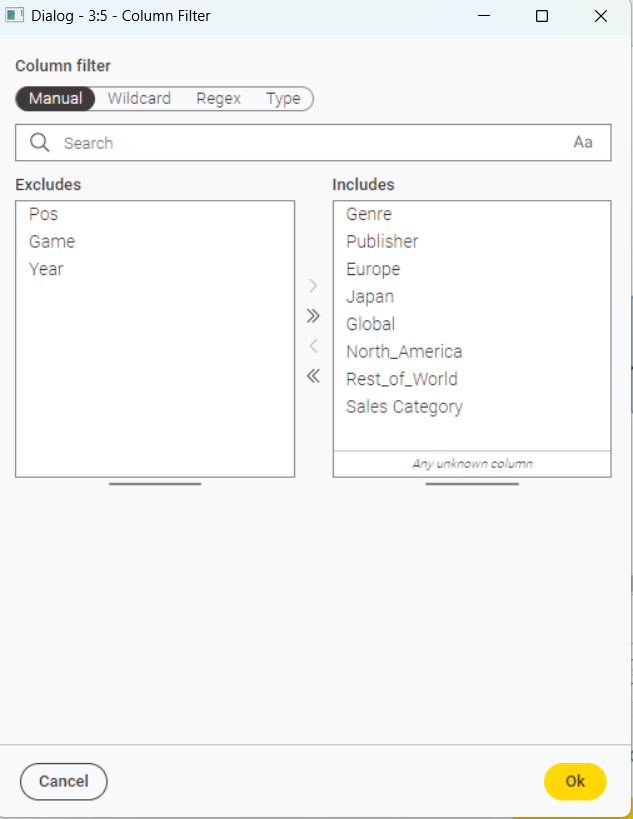 Dialog - 3:5 - Column Filter
Column filter
Manual Wildcard Regex Type
Search Aa
Excludes
Pos
Game
Year
Includes
Genre
Publisher
Europe
Japan
Global
North_America
Rest_of_World
Sales Category
Any unknown column
Cancel Ok